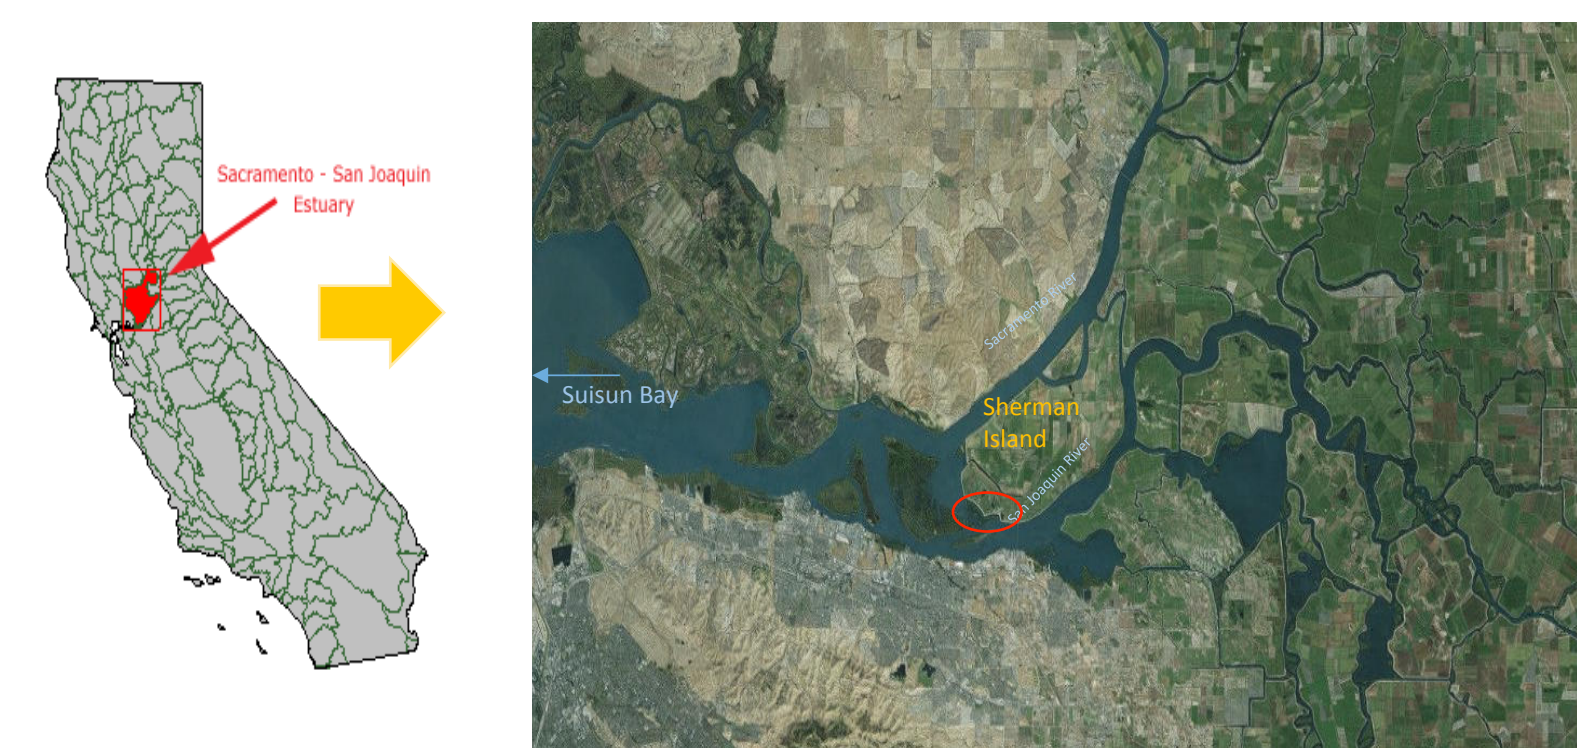 Sacramento - San Joaquin
Estuary
Sacramento River
Suisun Bay
Sherman
Island
San Joaquin River